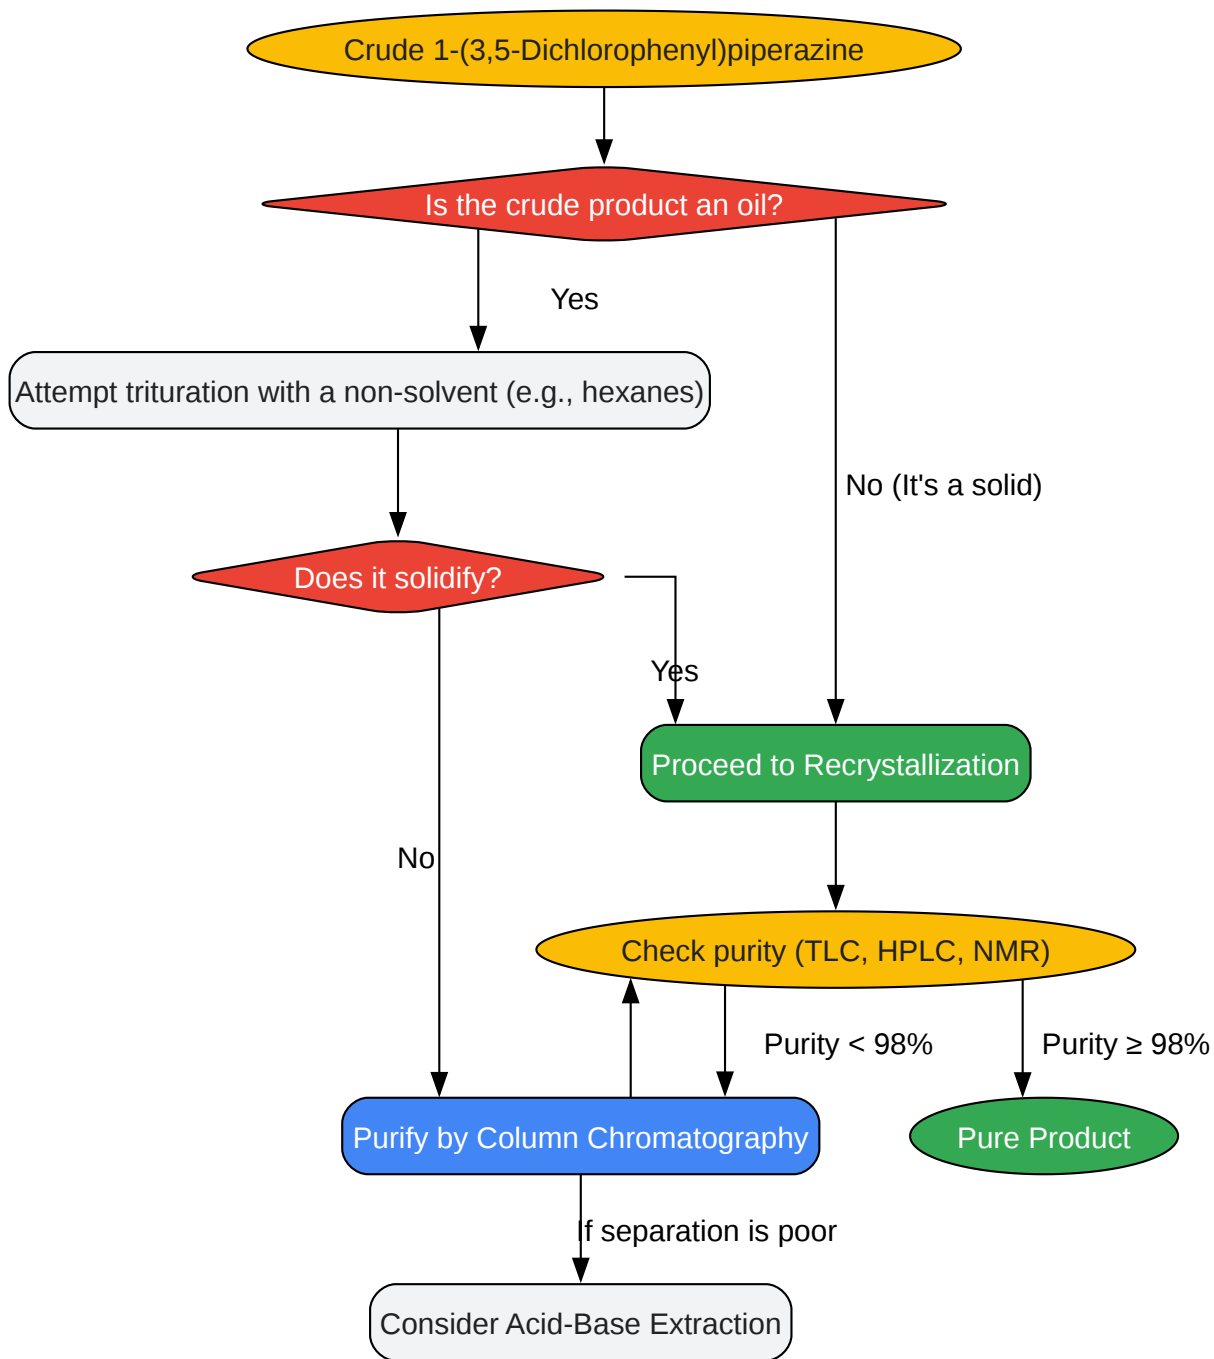 Crude 1-(3,5-Dichlorophenyl)piperazine
Is the crude product an oil?
Yes
Attempt trituration with a non-solvent (e.g., hexanes)
No (It's a solid)
Does it solidify?
Yes
Proceed to Recrystallization
No
Check purity (TLC, HPLC, NMR)
Purity < 98%
Purity ≥ 98%
Purify by Column Chromatography
Pure Product
If separation is poor
Consider Acid-Base Extraction